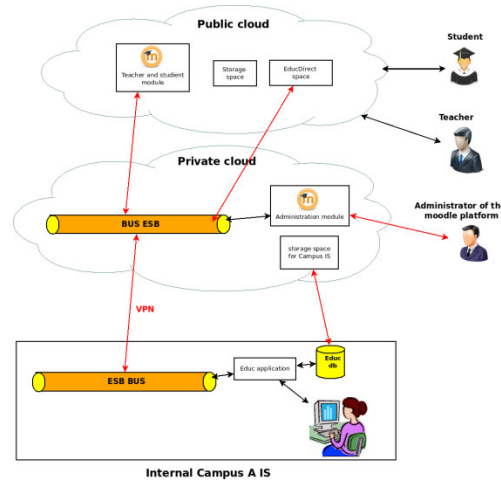 Public cloud
Student
Teacher and student
module
Storage
space
EducDirect
space
Teacher
Private cloud
BUS ESB
Administration module
Administrator of the
moodle platform
storage space
for Campus IS
VPN
ESB BUS
Educ application
Educ
db
Internal Campus A IS